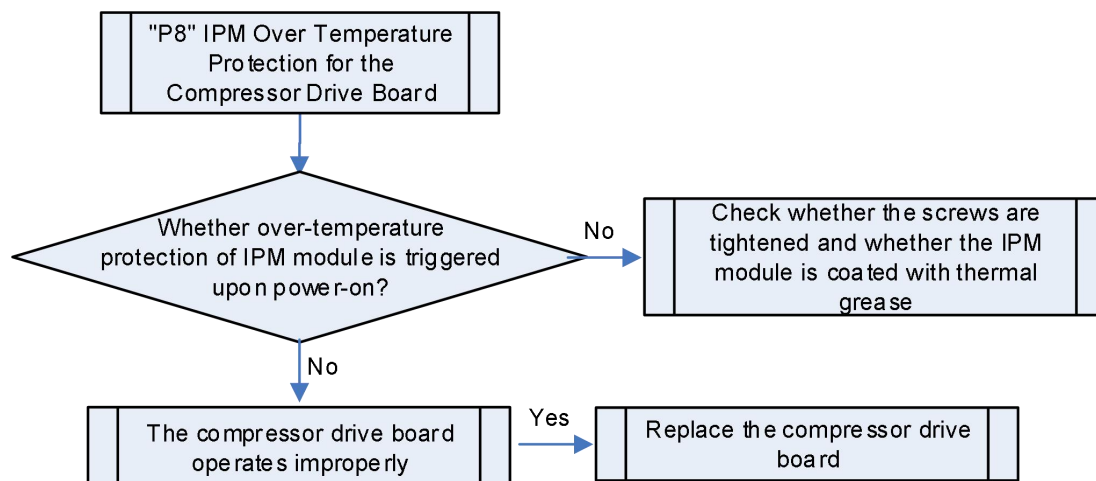 "P8" IPM Over Temperature
Protection for the
Compressor Drive Board
Whether over-temperature
protection of IPM module is triggered
upon power-on?
No
Check whether the screws are
tightened and whether the IPM
module is coated with thermal
grease
No
The compressor drive board
operates improperly
Yes
Replace the compressor drive
board